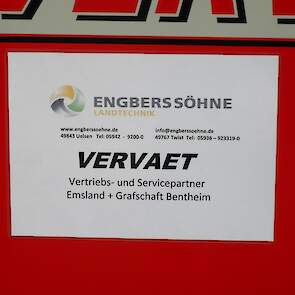 ENGBERSSÖHNE
LANDTECHNIK
www.engberssoehne.de info@engberssoehne.de
49843 Uelsen Tel: 05942 - 9200-0 49767 Twist Tel: 05936 - 923319-0
VERVAET
Vertriebs- und Servicepartner
Emsland + Grafschaft Bentheim